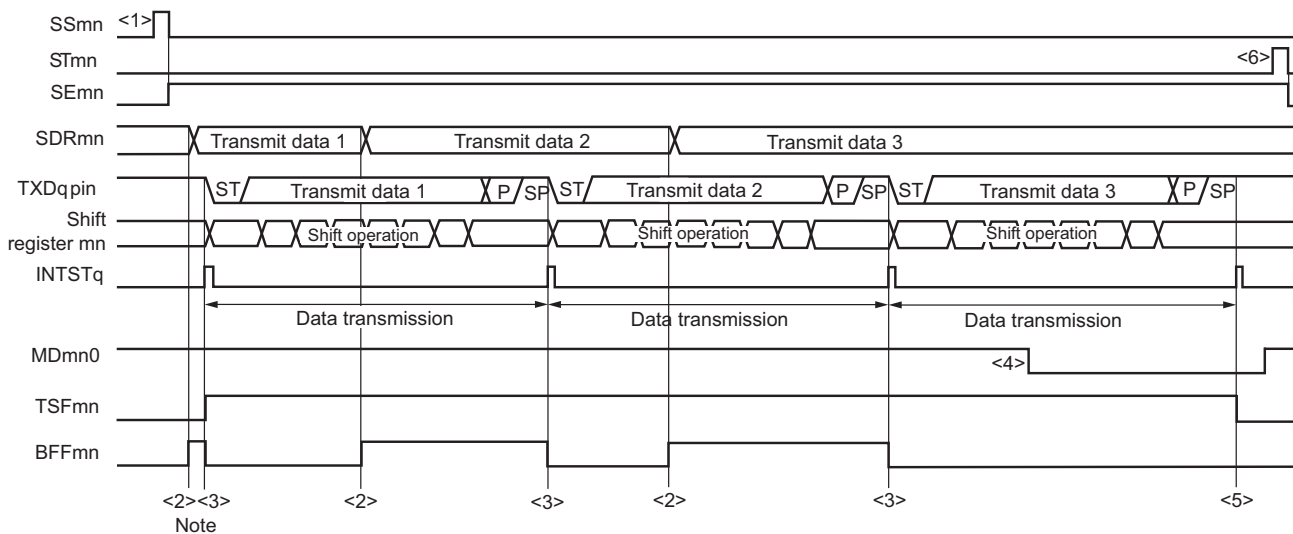 <1>
SSmn
STmn
<6>
SEmn
SDRmn
Transmit data 1
Transmit data 2
Transmit data 3
TXDq pin
ST
Transmit data 1
P
SP
ST
Transmit data 2
P
SP
ST
Transmit data 3
P
SP
Shift
register mn
Shift operation
Shift operation
Shift operation
INTSTq
Data transmission
Data transmission
Data transmission
MDmn0
<4>
TSFmn
BFFmn
<2><3>
<2>
<3>
<2>
<3>
<5>
Note